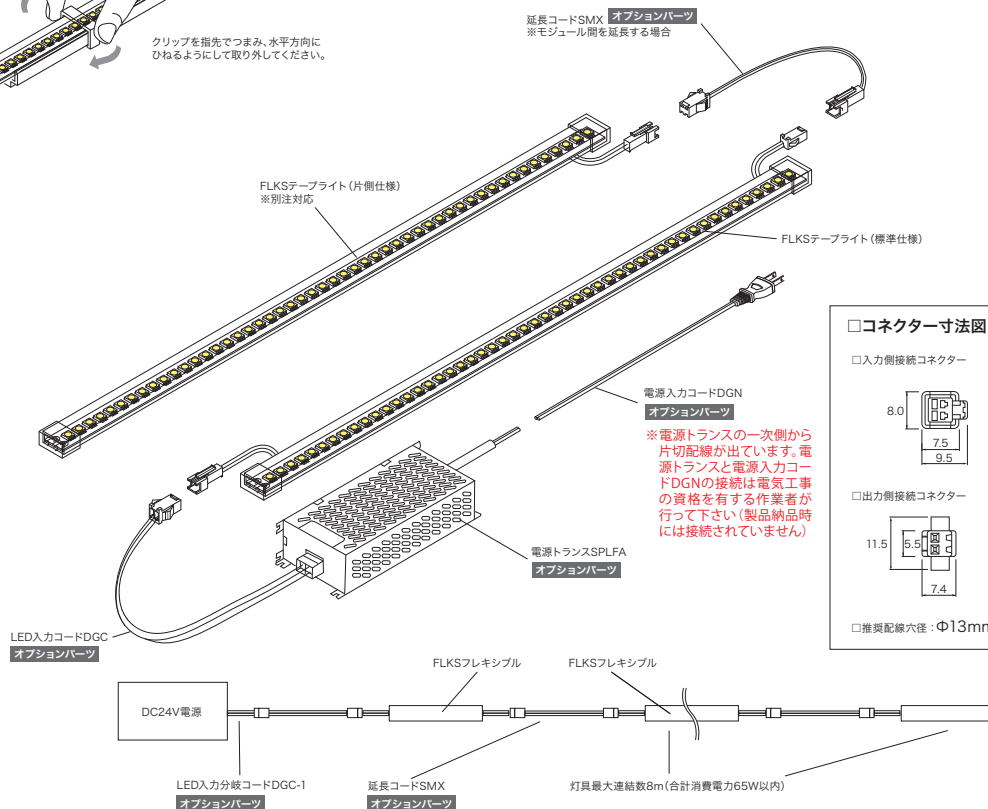 クリップを指先でつまみ、水平方向に
ひねるようにして取り外してください。
延長コードSMX オプションパーツ
※モジュール間を延長する場合
FLKSテープライト（片側仕様）
※別注対応
FLKSテープライト（標準仕様）
電源入力コードDGN
オプションパーツ
※電源トランスの一次側から
片切配線が出ています。電
源トランスと電源入力コー
ドDGNの接続は電気工事
の資格を有する作業者が
行って下さい（製品納品時
には接続されていません）
電源トランスSPLFA
オプションパーツ
LED入力コードDGC
オプションパーツ
□コネクター寸法図
□入力側接続コネクター
8.0
7.5
9.5
□出力側接続コネクター
11.5
5.5
7.4
□推奨配線穴径：Φ13mm
FLKSフレキシブル
FLKSフレキシブル
DC24V電源
LED入力分岐コードDGC-1
オプションパーツ
延長コードSMX
オプションパーツ
灯具最大連結数8m（合計消費電力65W以内）